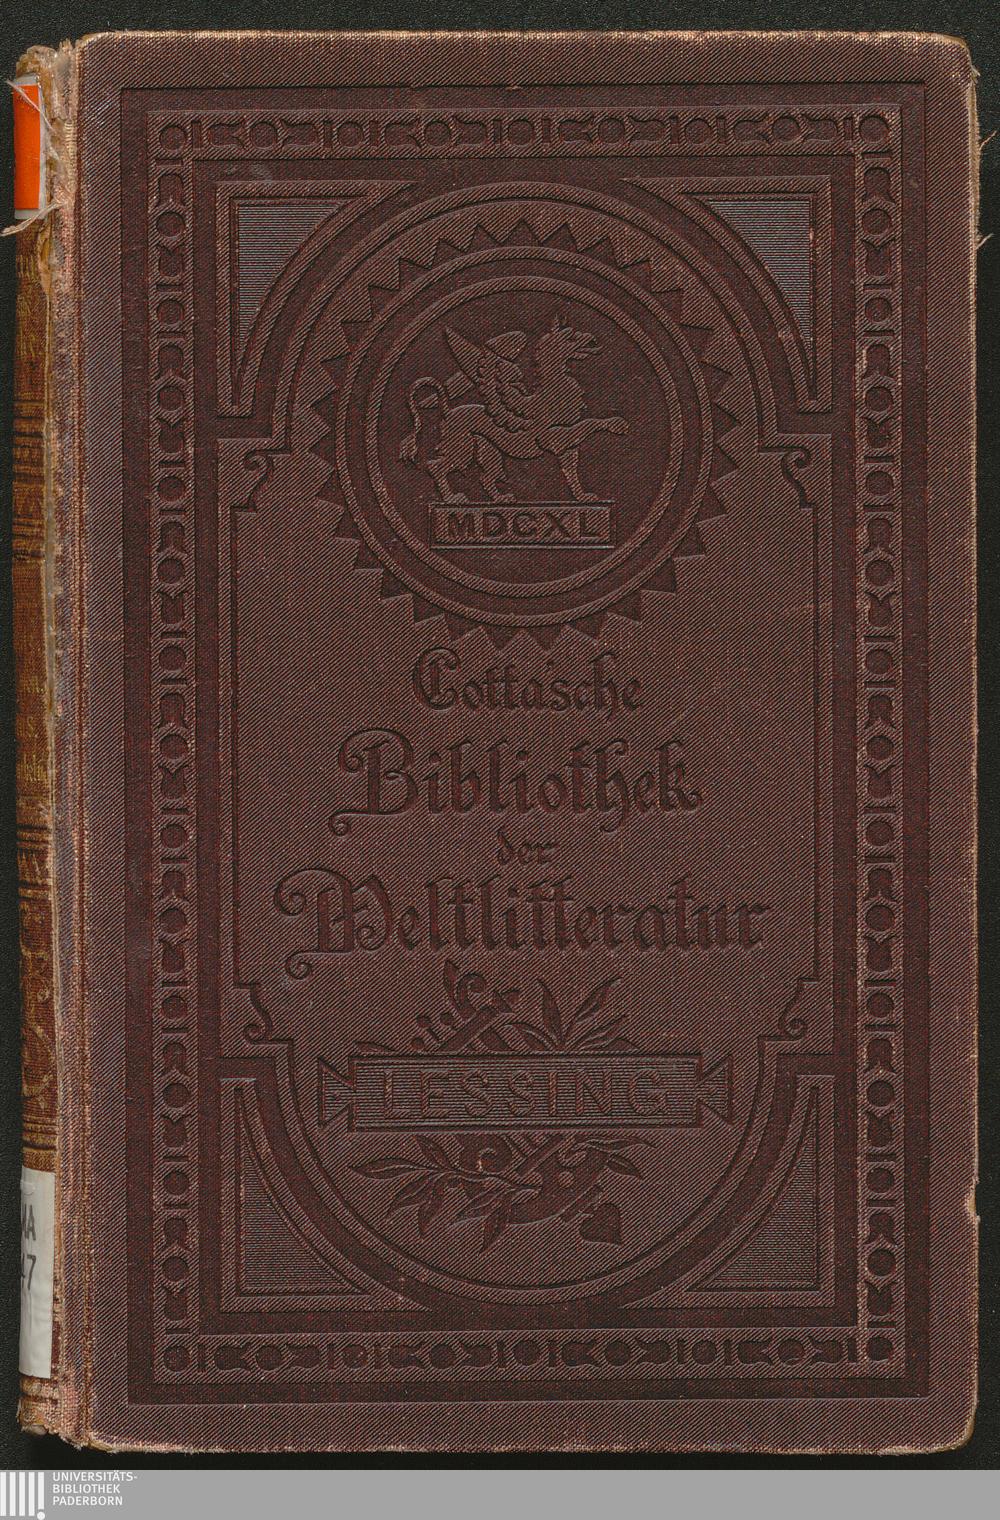 MDCXL
Cotta'sche
Bibliothek
der
Weltlitteratur
LESSING
UNIVERSITÄTS-
BIBLIOTHEK
PADERBORN